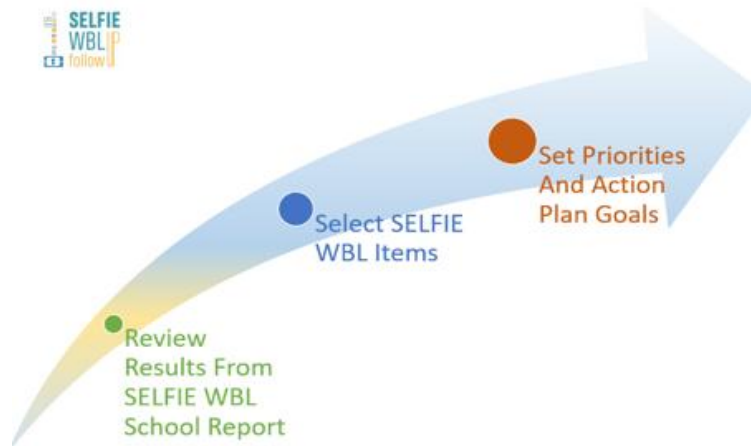 SELFIE
WBL
follow UP
Set Priorities
And Action
Plan Goals
Select SELFIE
WBL Items
Review
Results From
SELFIE WBL
School Report